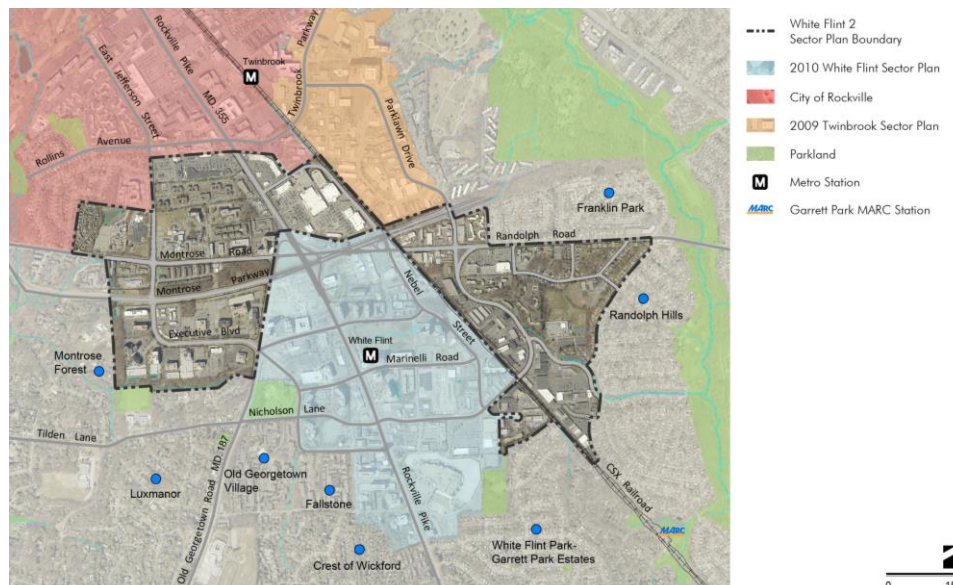 White Flint 2
Sector Plan Boundary
2010 White Flint Sector Plan
City of Rockville
2009 Twinbrook Sector Plan
Parkland
M
Metro Station
MARC
Garrett Park MARC Station
Rockville Pike
MD. 355
East Jefferson Street
Twinbrook
M
Twinbrook Parkway
Parklawn Drive
Rollins Avenue
Franklin Park
Randolph Road
Montrose Road
Montrose Parkway
Nebel Street
Randolph Hills
Executive Blvd
White Flint
M
Marinelli Road
Montrose
Forest
Nicholson Lane
Tilden Lane
Old Georgetown Road MD. 187
Old Georgetown
Village
Luxmanor
Fallstone
Rockville Pike
CSX Railroad
MARC
White Flint Park-
Garrett Park Estates
Crest of Wickford
0